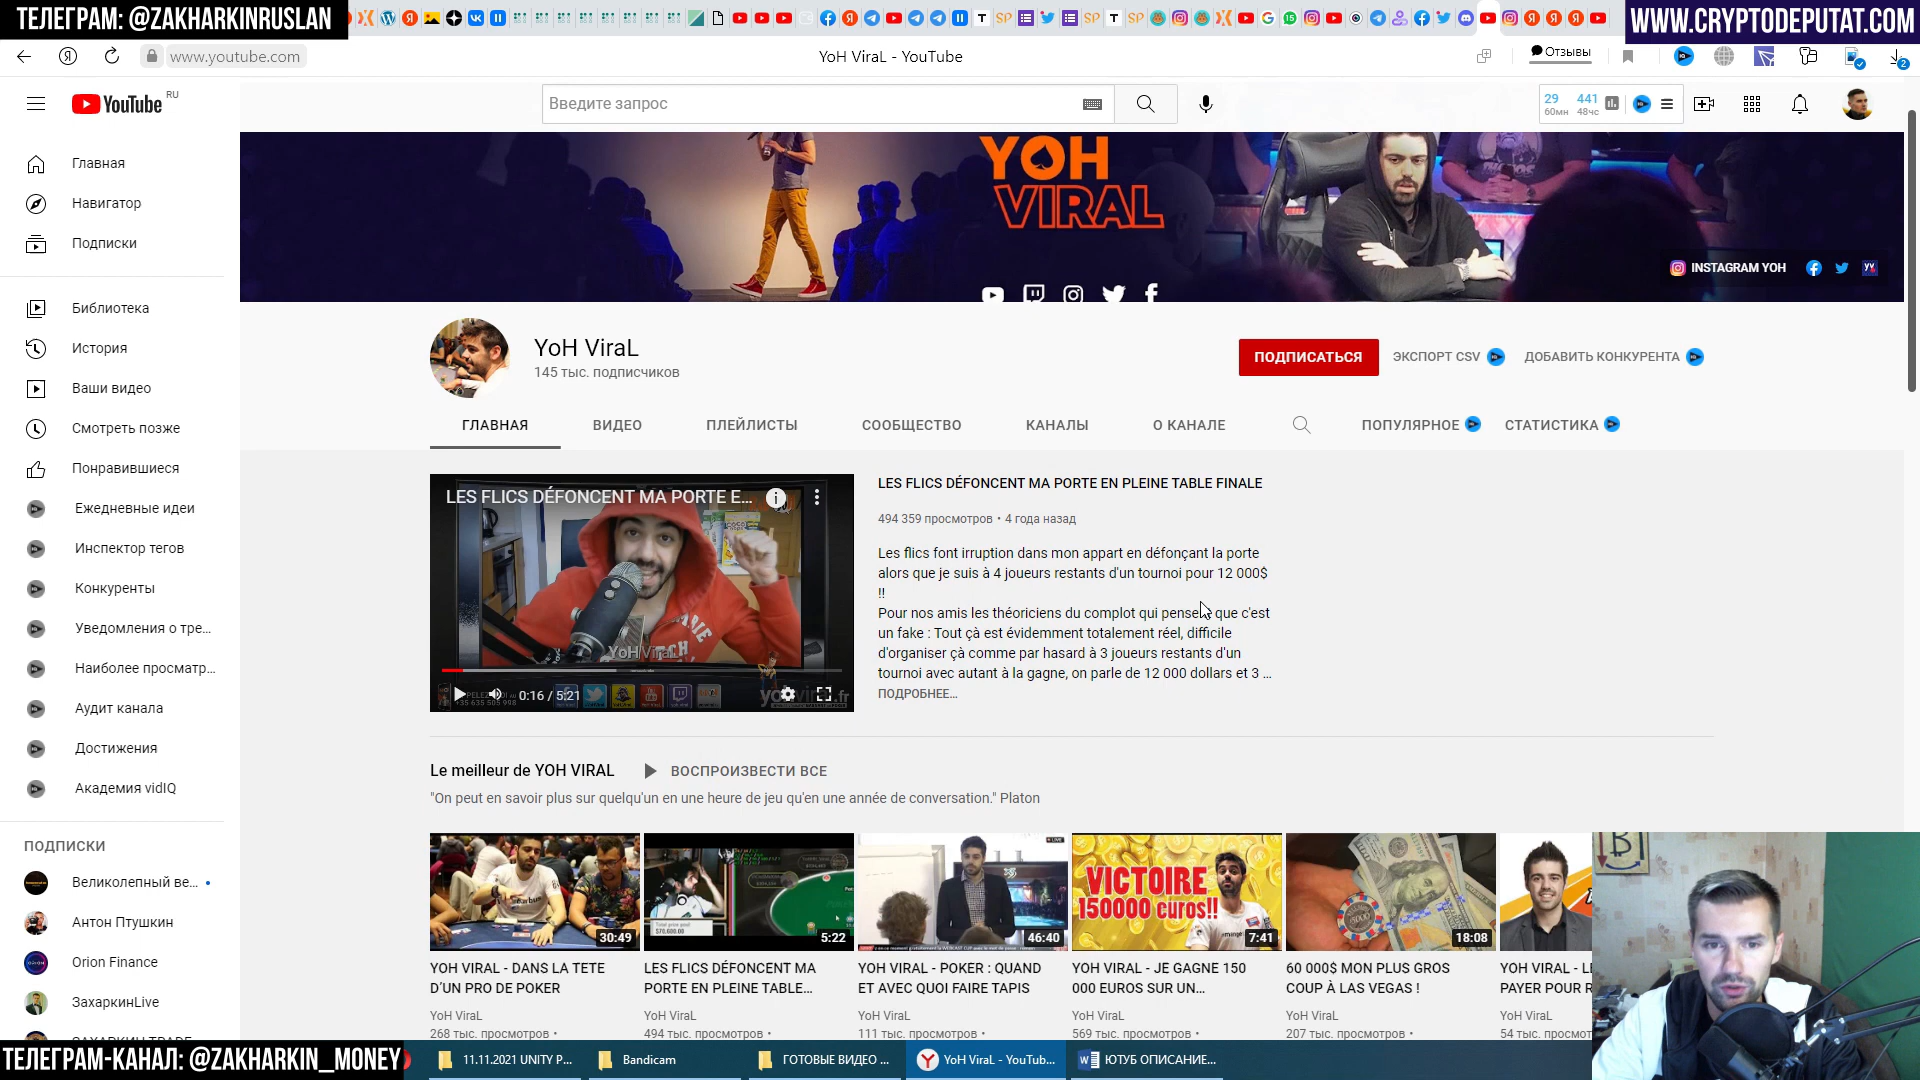 ТЕЛЕГРАМ: @ZAKHARKINRUSLAN
WWW.CRYPTODEPUTAT.COM
www.youtube.com
YoH ViraL - YouTube
Отзывы
2
YouTube RU
Введите запрос
29
441
60мн
48чс
Главная
Навигатор
Подписки
Библиотека
История
Ваши видео
Смотреть позже
Понравившиеся
Ежедневные идеи
Инспектор тегов
Конкуренты
Уведомления о тре...
Наиболее просматр...
Аудит канала
Достижения
Академия vidIQ
ПОДПИСКИ
Великолепный ве...
Антон Птушкин
Orion Finance
ЗахаркинLive
YOH
VIRAL
INSTAGRAM YOH
YoH ViraL
145 тыс. подписчиков
ПОДПИСАТЬСЯ
ЭКСПОРТ CSV
ДОБАВИТЬ КОНКУРЕНТА
ГЛАВНАЯ
ВИДЕО
ПЛЕЙЛИСТЫ
СООБЩЕСТВО
КАНАЛЫ
О КАНАЛЕ
ПОПУЛЯРНОЕ
СТАТИСТИКА
LES FLICS DÉFONCENT MA PORTE E...
YoH ViraL
0:16 / 5:21
LES FLICS DÉFONCENT MA PORTE EN PLEINE TABLE FINALE
494 359 просмотров • 4 года назад
Les flics font irruption dans mon appart en défonçant la porte
alors que je suis à 4 joueurs restants d'un tournoi pour 12 000$
!!
Pour nos amis les théoriciens du complot qui pensent que c'est
un fake : Tout çà est évidemment totalement réel, difficile
d'organiser çà comme par hasard à 3 joueurs restants d'un
tournoi avec autant à la gagne, on parle de 12 000 dollars et 3 ...
ПОДРОБНЕЕ...
Le meilleur de YOH VIRAL
ВОСПРОИЗВЕСТИ ВСЕ
"On peut en savoir plus sur quelqu'un en une heure de jeu qu'en une année de conversation." Platon
30:49
5:22
46:40
VICTOIRE
150000 euros!!
7:41
18:08
YOH VIRAL - DANS LA TETE
D'UN PRO DE POKER
YoH ViraL
268 тыс. просмотров •
LES FLICS DÉFONCENT MA
PORTE EN PLEINE TABLE...
YoH ViraL
494 тыс. просмотров •
YOH VIRAL - POKER : QUAND
ET AVEC QUOI FAIRE TAPIS
YoH ViraL
111 тыс. просмотров •
YOH VIRAL - JE GAGNE 150
000 EUROS SUR UN...
YoH ViraL
569 тыс. просмотров •
60 000$ MON PLUS GROS
COUP À LAS VEGAS !
YoH ViraL
207 тыс. просмотров •
YOH VIRAL - L
PAYER POUR R
YoH ViraL
54 тыс. просмотров •
ТЕЛЕГРАМ-КАНАЛ: @ZAKHARKIN_MONEY
11.11.2021 UNITY P...
Bandicam
ГОТОВЫЕ ВИДЕО ...
YoH ViraL - YouTub...
ЮТУБ ОПИСАНИЕ...